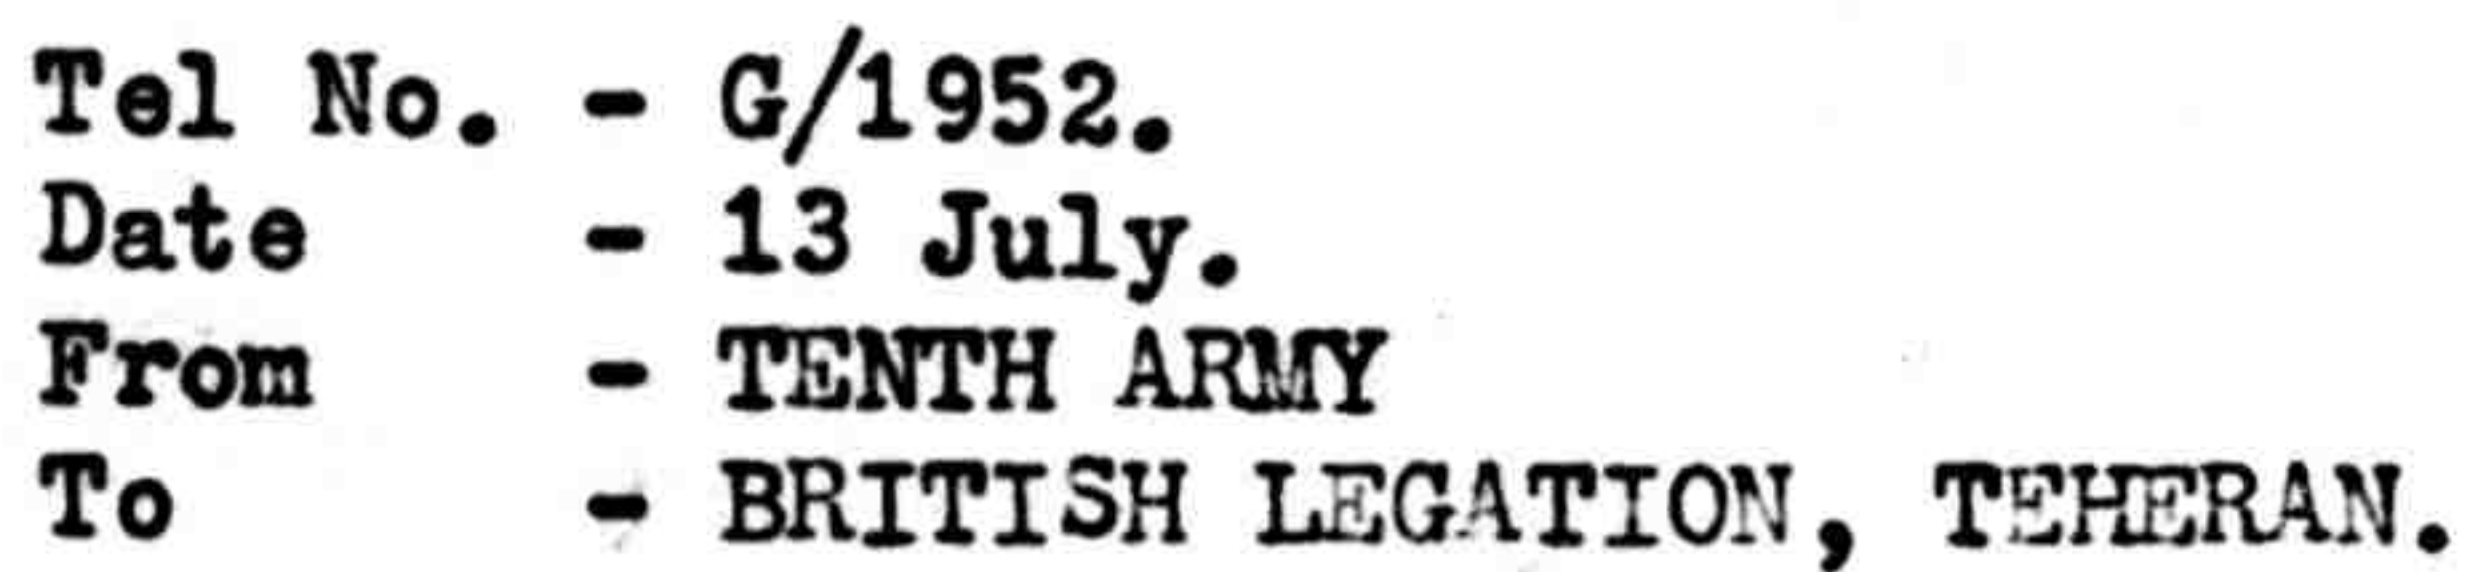 Tel No. - G/1952.
Date - 13 July.
From - TENTH ARMY
To - BRITISH LEGATION, TEHERAN.